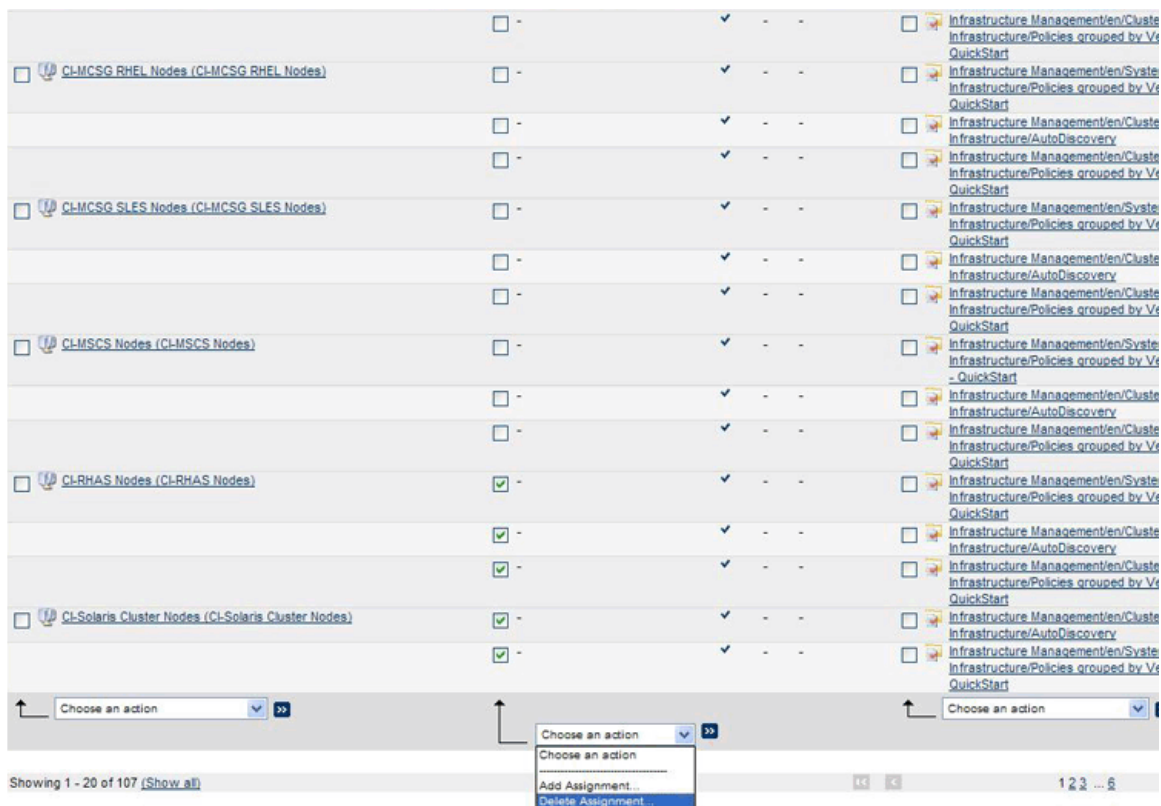 -
Infrastructure Management/en/Cluste
Infrastructure/Policies grouped by Ve
QuickStart
CI-MCSG RHEL Nodes (CI-MCSG RHEL Nodes)
-
Infrastructure Management/en/System
Infrastructure/Policies grouped by Ve
QuickStart
-
Infrastructure Management/en/Cluste
Infrastructure/AutoDiscovery
-
Infrastructure Management/en/Cluste
Infrastructure/Policies grouped by Ve
QuickStart
CI-MCSG SLES Nodes (CI-MCSG SLES Nodes)
-
Infrastructure Management/en/System
Infrastructure/Policies grouped by Ve
QuickStart
-
Infrastructure Management/en/Cluste
Infrastructure/AutoDiscovery
-
Infrastructure Management/en/Cluste
Infrastructure/Policies grouped by Ve
QuickStart
CI-MSCS Nodes (CI-MSCS Nodes)
-
Infrastructure Management/en/System
Infrastructure/Policies grouped by Ve
- QuickStart
-
Infrastructure Management/en/Cluste
Infrastructure/AutoDiscovery
-
Infrastructure Management/en/Cluste
Infrastructure/Policies grouped by Ve
QuickStart
CI-RHAS Nodes (CI-RHAS Nodes)
-
Infrastructure Management/en/System
Infrastructure/Policies grouped by Ve
QuickStart
-
Infrastructure Management/en/Cluste
Infrastructure/AutoDiscovery
-
Infrastructure Management/en/Cluste
Infrastructure/Policies grouped by Ve
QuickStart
CI-Solaris Cluster Nodes (CI-Solaris Cluster Nodes)
-
Infrastructure Management/en/Cluste
Infrastructure/AutoDiscovery
-
Infrastructure Management/en/System
Infrastructure/Policies grouped by Ve
QuickStart
Choose an action
Choose an action
Choose an action
Choose an action
--------------------------------
Add Assignment...
Delete Assignment...
Showing 1 - 20 of 107 (Show all)
1 2 3 ... 6